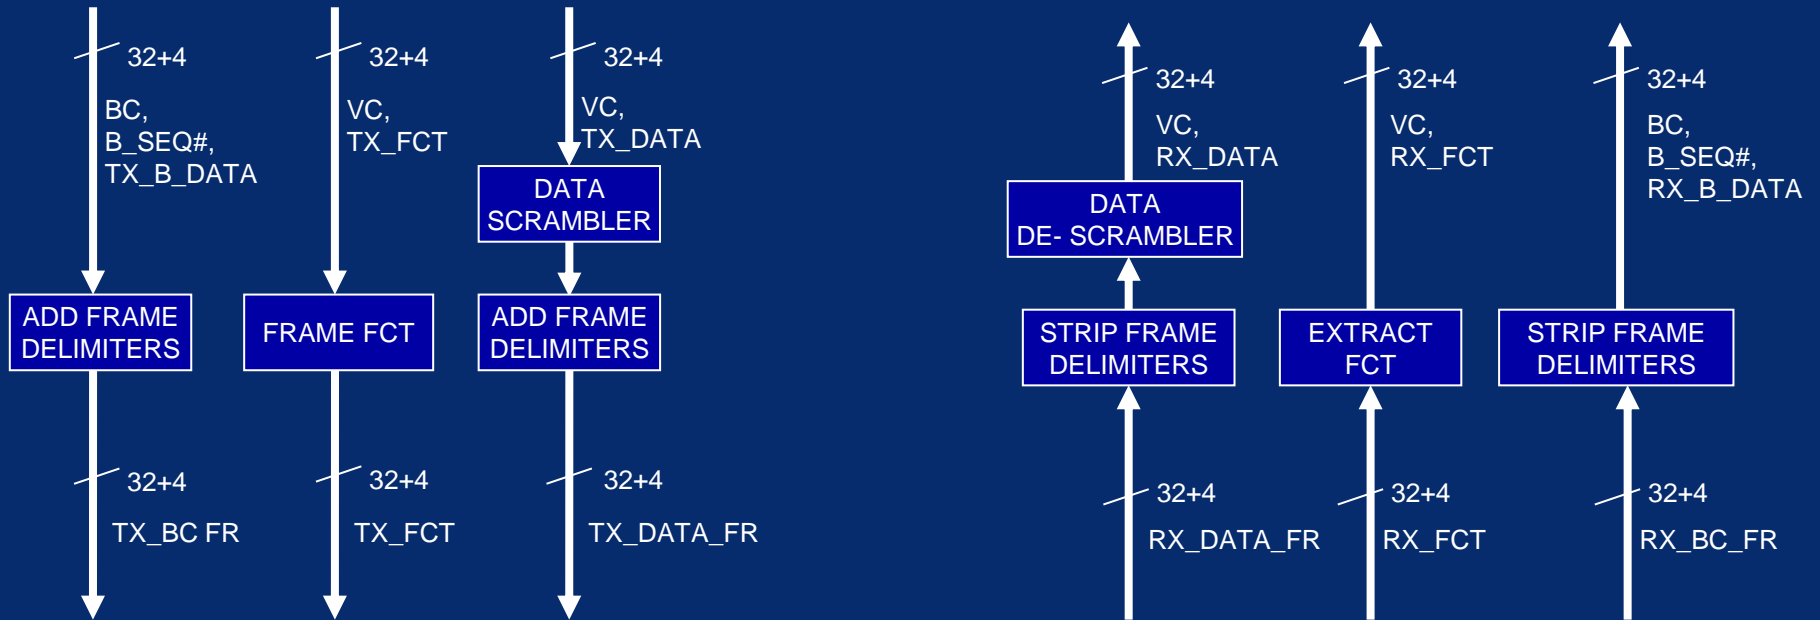 32+4
BC,
B_SEQ#,
TX_B_DATA
ADD FRAME
DELIMITERS
32+4
TX_BC FR
32+4
VC,
TX_FCT
FRAME FCT
32+4
TX_FCT
32+4
VC,
TX_DATA
DATA
SCRAMBLER
ADD FRAME
DELIMITERS
32+4
TX_DATA_FR
32+4
VC,
RX_DATA
DATA
DE- SCRAMBLER
STRIP FRAME
DELIMITERS
32+4
RX_DATA_FR
32+4
VC,
RX_FCT
EXTRACT
FCT
32+4
RX_FCT
32+4
BC,
B_SEQ#,
RX_B_DATA
STRIP FRAME
DELIMITERS
32+4
RX_BC_FR